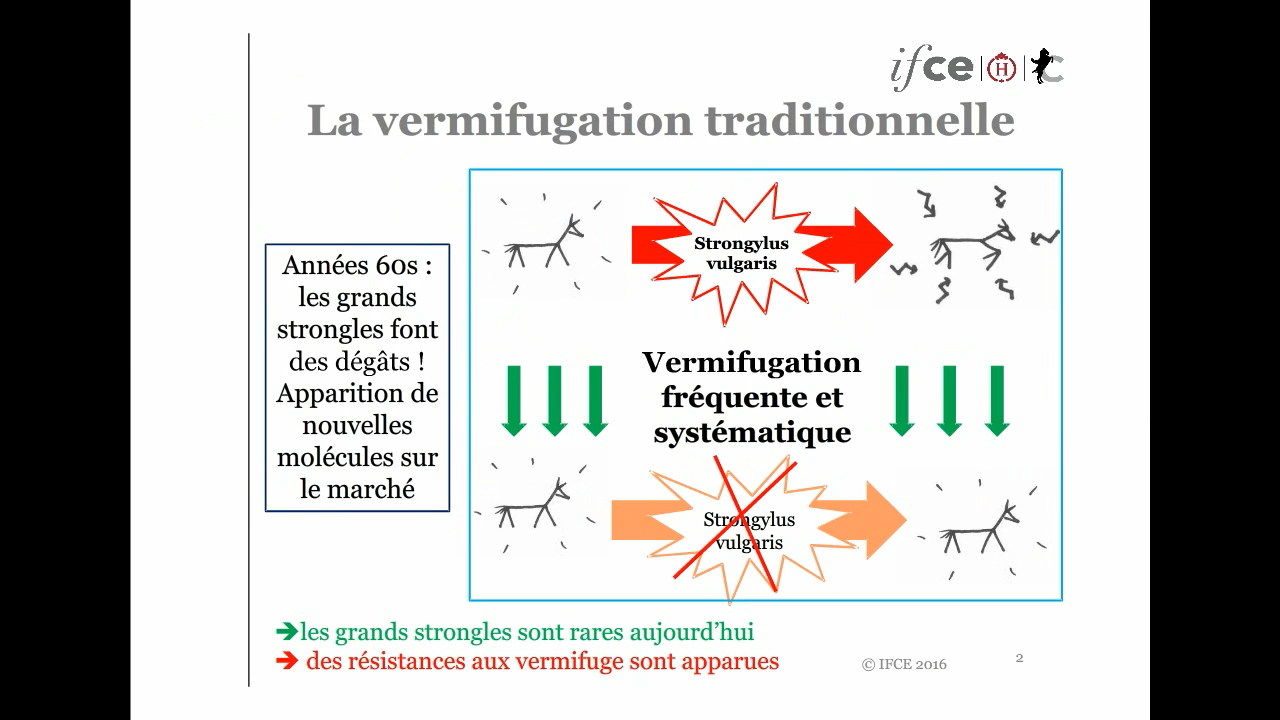 ifce | H | C
La vermifugation traditionnelle
Années 60s :
les grands
strongles font
des dégâts !
Apparition de
nouvelles
molécules sur
le marché
Strongylus
vulgaris
Vermifugation
fréquente et
systématique
Strongylus
vulgaris
➔les grands strongles sont rares aujourd’hui
➔ des résistances aux vermifuge sont apparues
© IFCE 2016
2